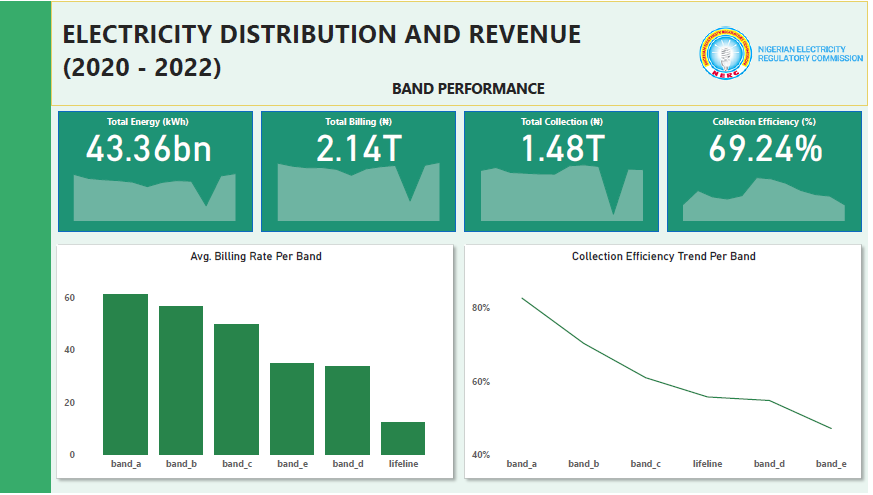 ELECTRICITY DISTRIBUTION AND REVENUE
(2020 - 2022)
BAND PERFORMANCE
NERC
NIGERIAN ELECTRICITY
REGULATORY COMMISSION
Total Energy (kWh)
43.36bn
Total Billing (₦)
2.14T
Total Collection (₦)
1.48T
Collection Efficiency (%)
69.24%
Avg. Billing Rate Per Band
60
40
20
0
band_a band_b band_c band_e band_d lifeline
Collection Efficiency Trend Per Band
80%
60%
40%
band_a band_b band_c lifeline band_d band_e